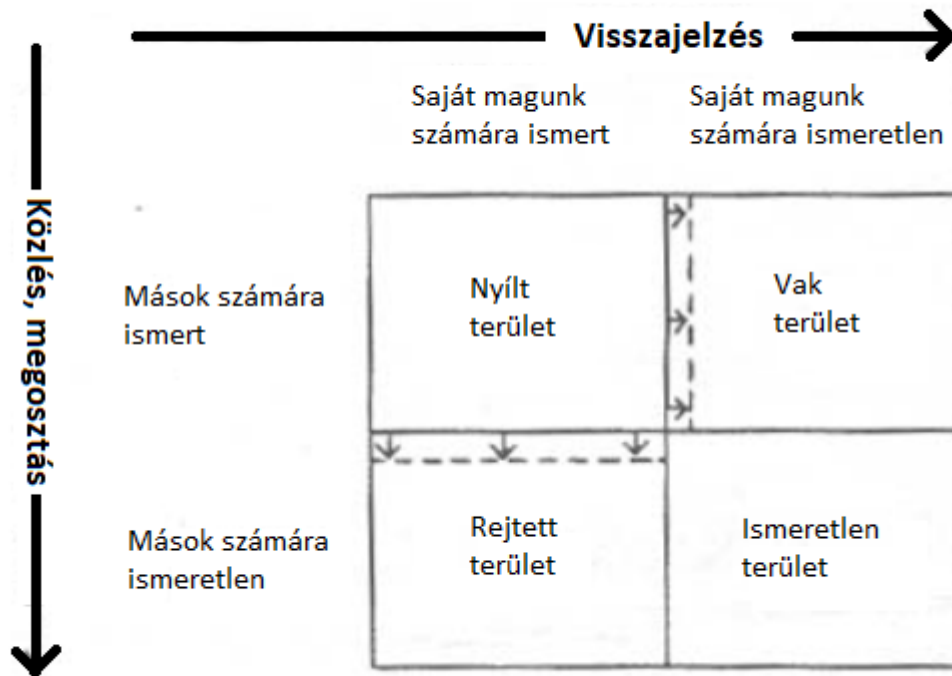 Visszajelzés
Saját magunk
számára ismert
Saját magunk
számára ismeretlen
Közlés, megosztás
Mások számára
ismert
Nyílt
terület
Vak
terület
Mások számára
ismeretlen
Rejtett
terület
Ismeretlen
terület